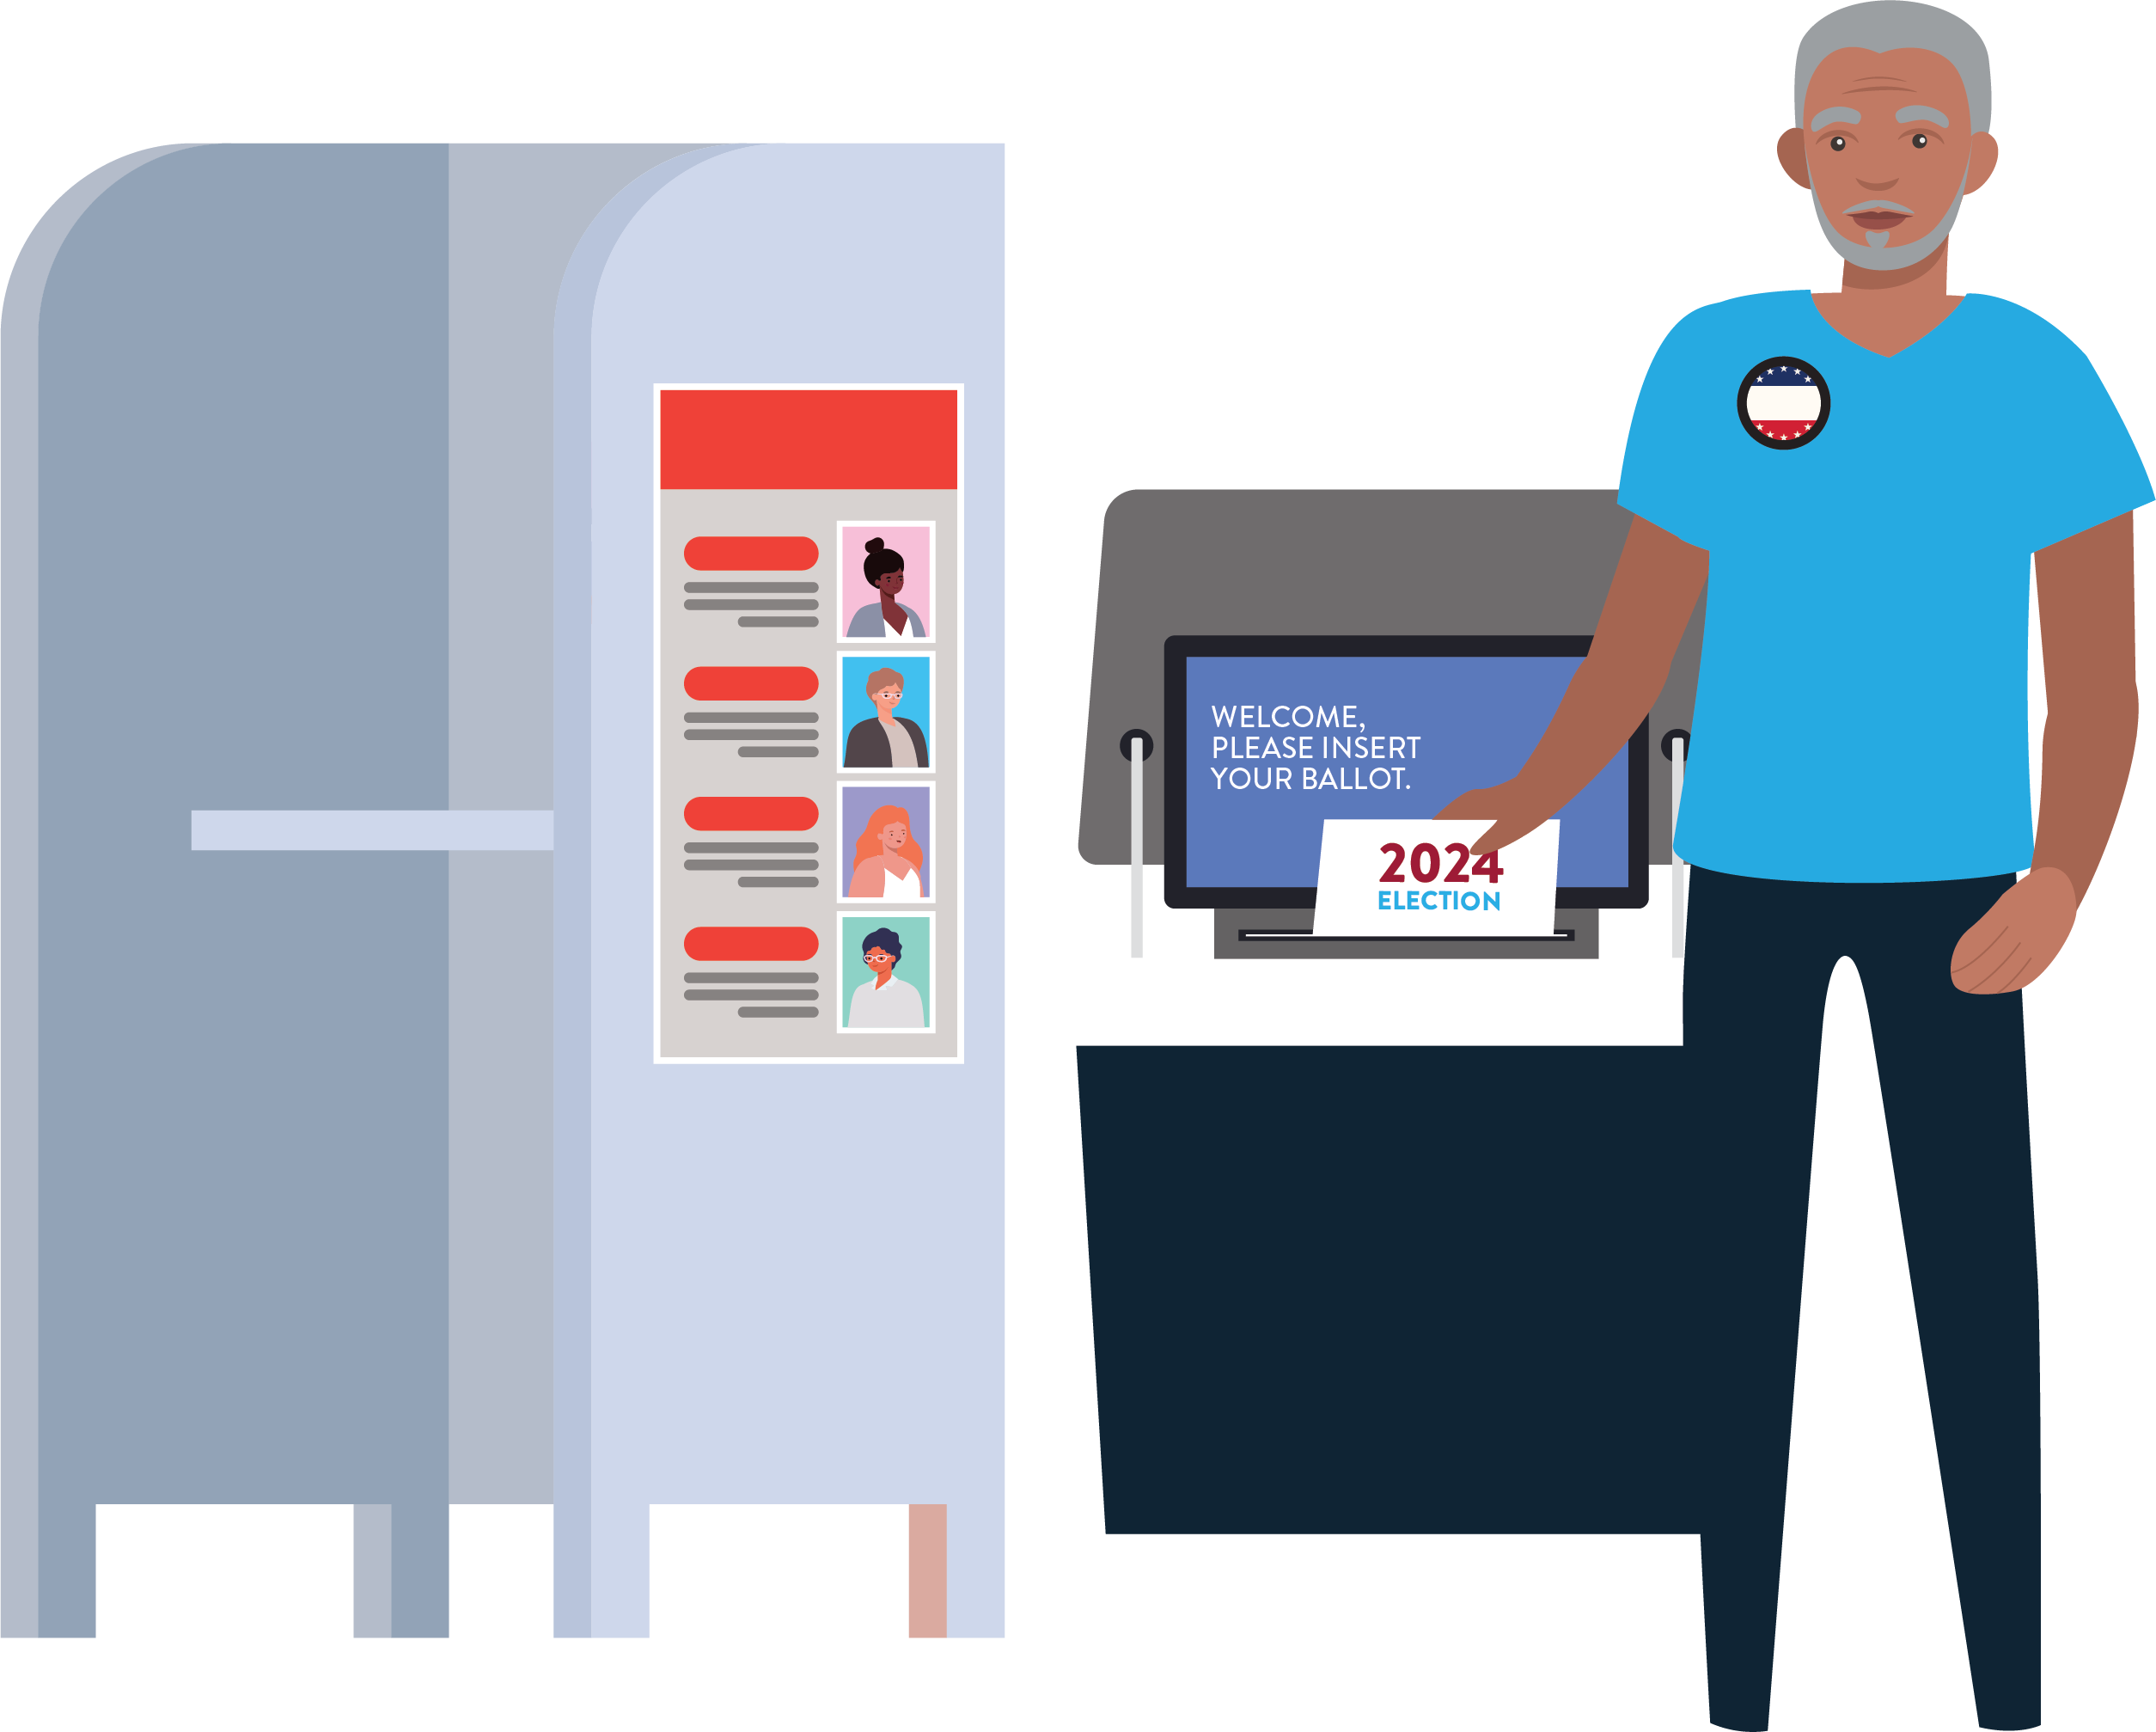 WELCOME,
PLEASE INSERT
YOUR BALLOT.
2024
ELECTION